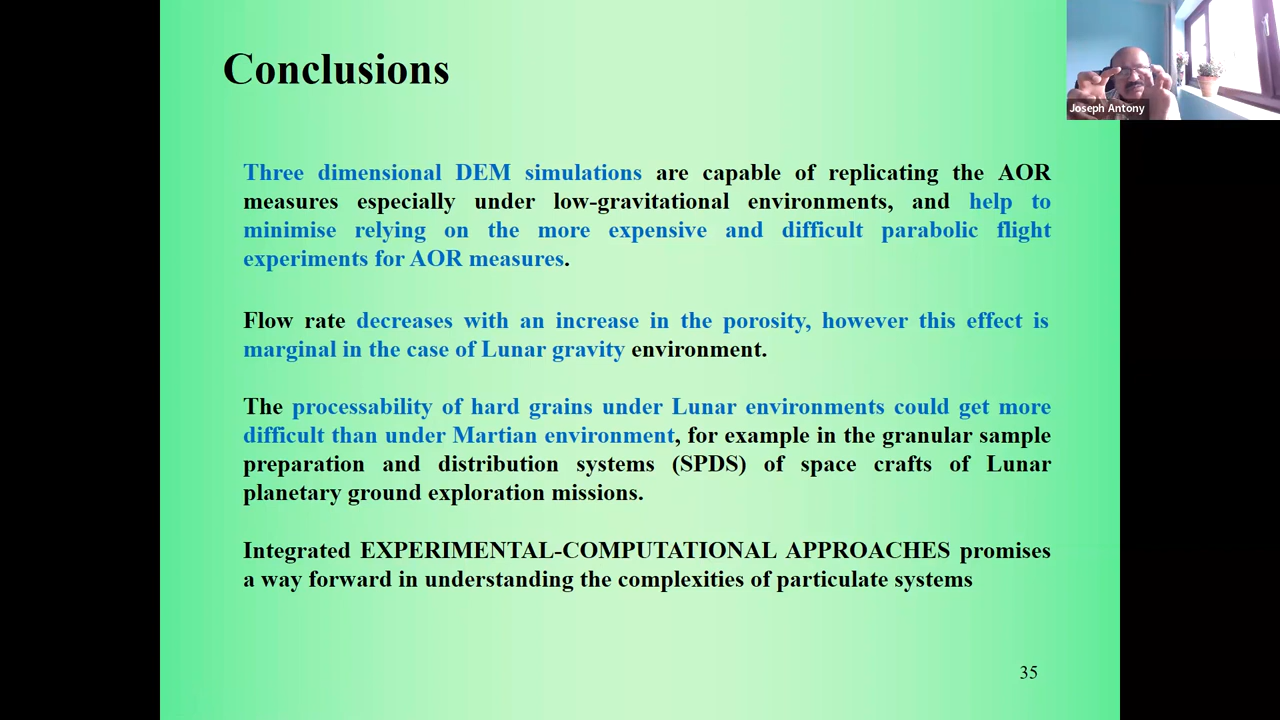 Conclusions
Joseph Antony
Three dimensional DEM simulations are capable of replicating the AOR
measures especially under low-gravitational environments, and help to
minimise relying on the more expensive and difficult parabolic flight
experiments for AOR measures.
Flow rate decreases with an increase in the porosity, however this effect is
marginal in the case of Lunar gravity environment.
The processability of hard grains under Lunar environments could get more
difficult than under Martian environment, for example in the granular sample
preparation and distribution systems (SPDS) of space crafts of Lunar
planetary ground exploration missions.
Integrated EXPERIMENTAL-COMPUTATIONAL APPROACHES promises
a way forward in understanding the complexities of particulate systems
35